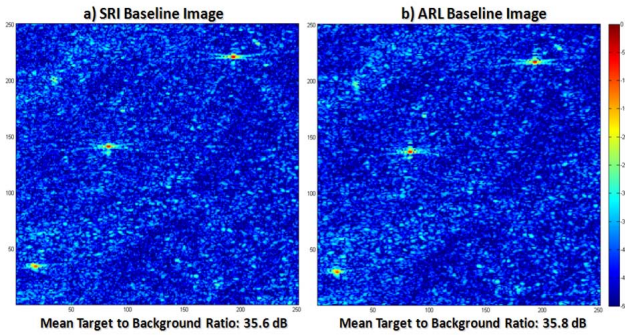 a) SRI Baseline Image
b) ARL Baseline Image
250
200
150
100
50
50 100 150 200 250
250
200
150
100
50
50 100 150 200 250
0
Mean Target to Background Ratio: 35.6 dB
Mean Target to Background Ratio: 35.8 dB